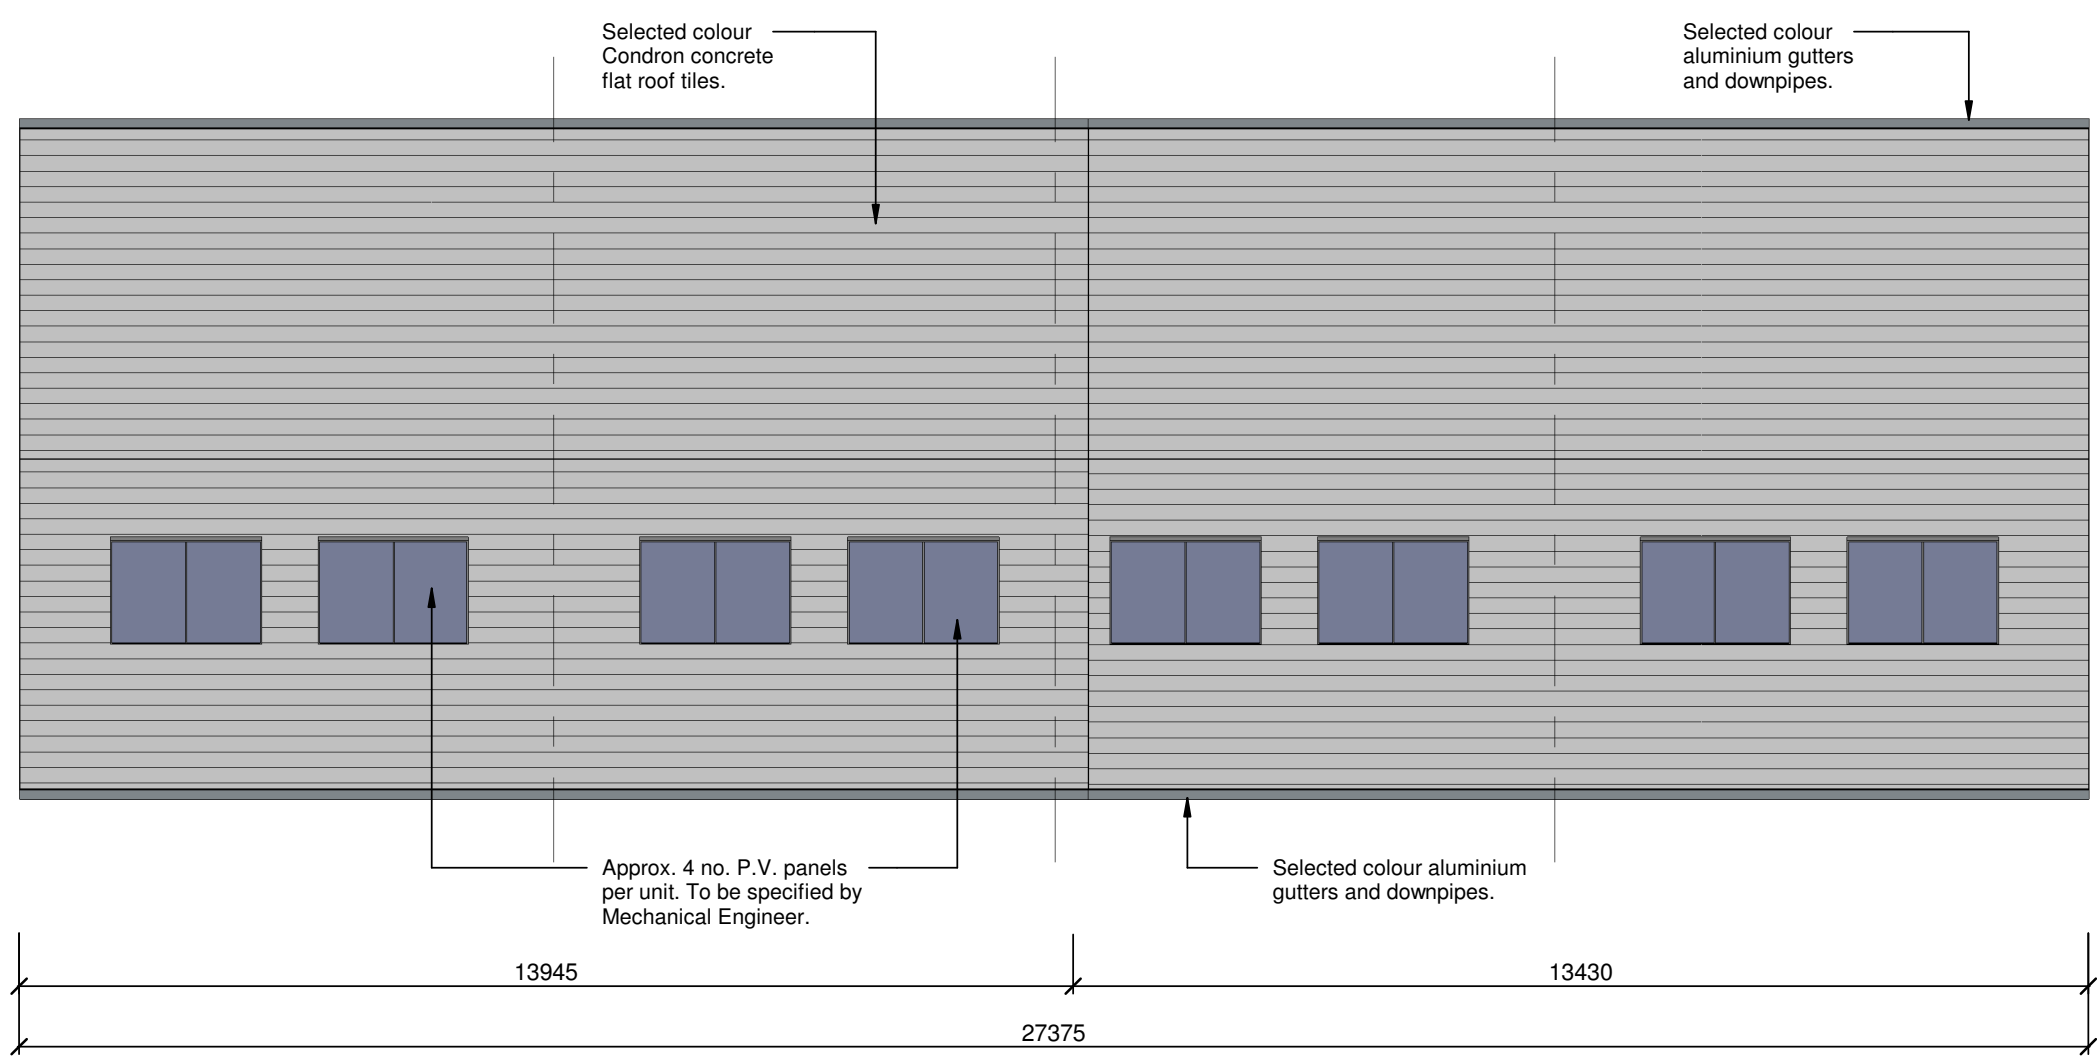 Selected colour
Condron concrete
flat roof tiles.
Selected colour
aluminium gutters
and downpipes.
Approx. 4 no. P.V. panels
per unit. To be specified by
Mechanical Engineer.
Selected colour aluminium
gutters and downpipes.
13945
13430
27375